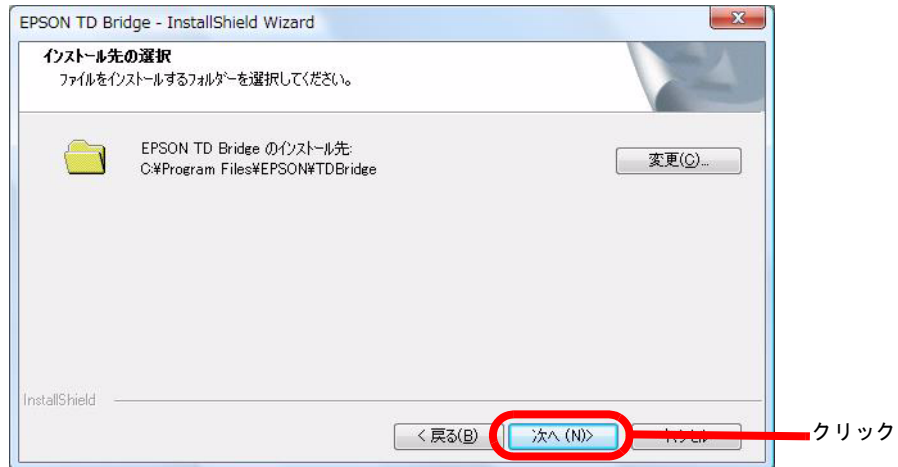 EPSON TD Bridge - InstallShield Wizard
インストール先の選択
ファイルをインストールするフォルダーを選択してください。
EPSON TD Bridge のインストール先:
C:¥Program Files¥EPSON¥TDBridge
変更(C)...
InstallShield
< 戻る(B)
次へ (N)>
クリック